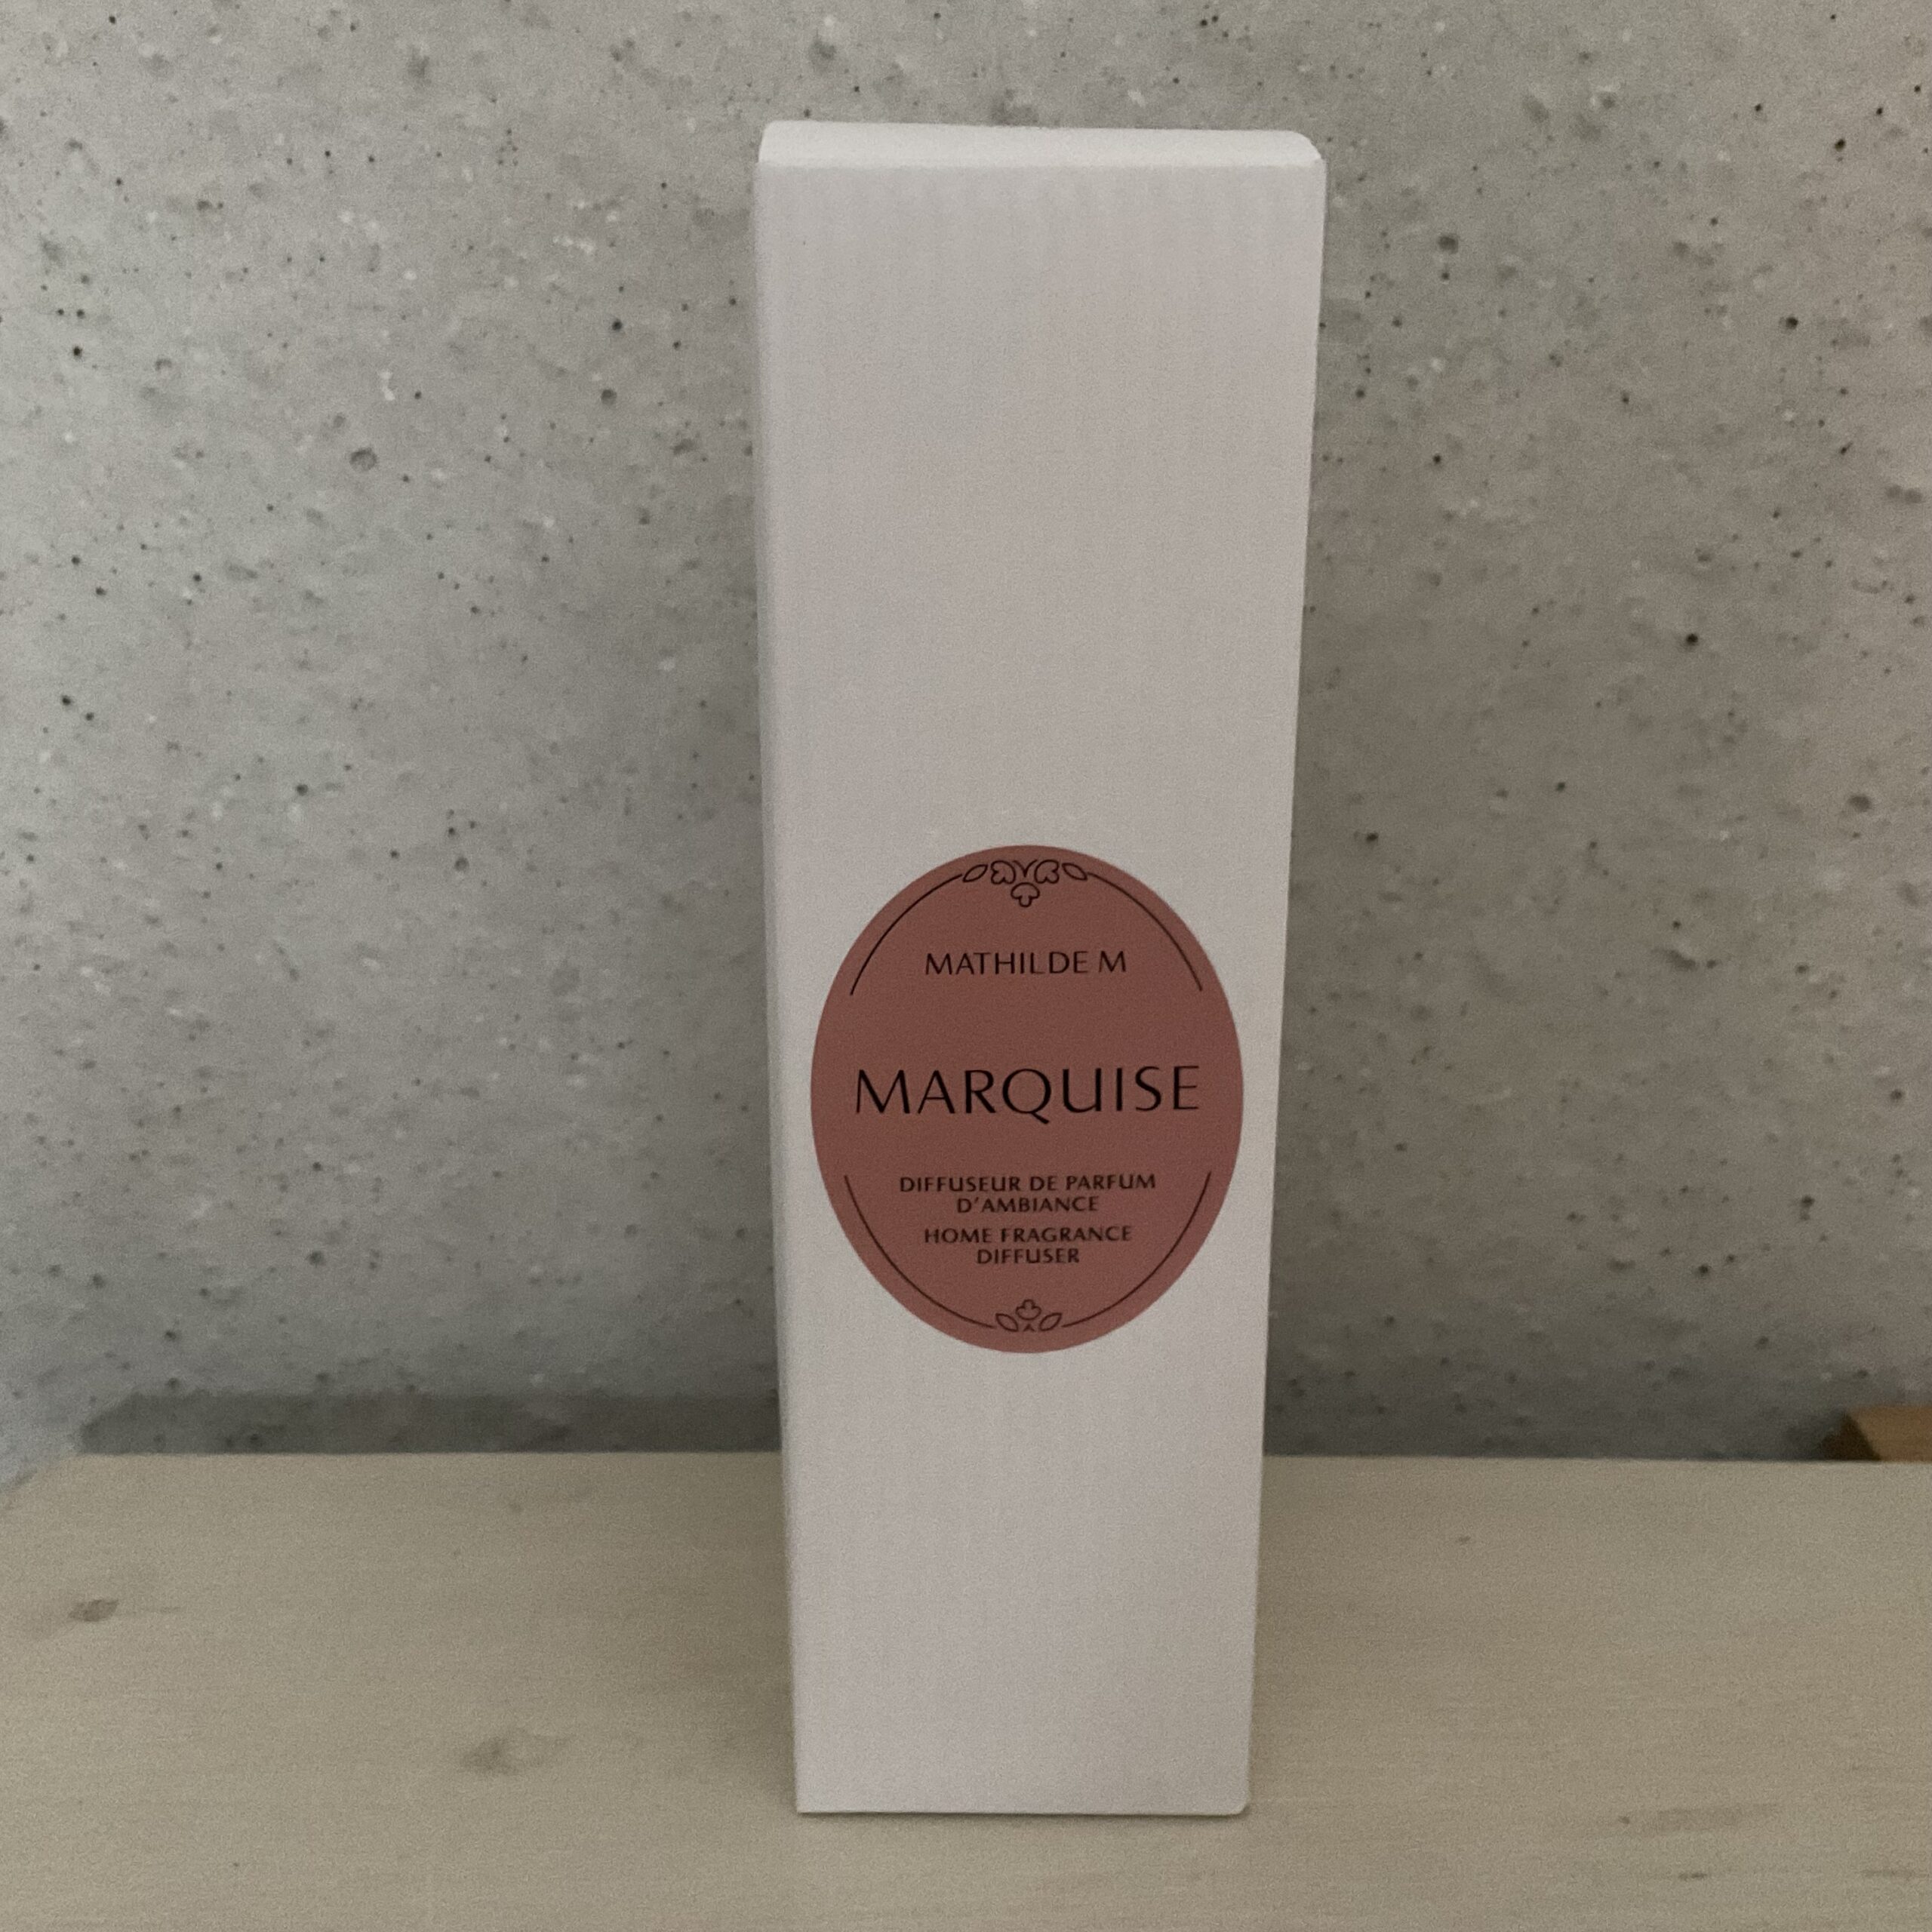 MATHILDE M
MARQUISE
DIFFUSEUR DE PARFUM
D'AMBIANCE
HOME FRAGRANCE
DIFFUSER